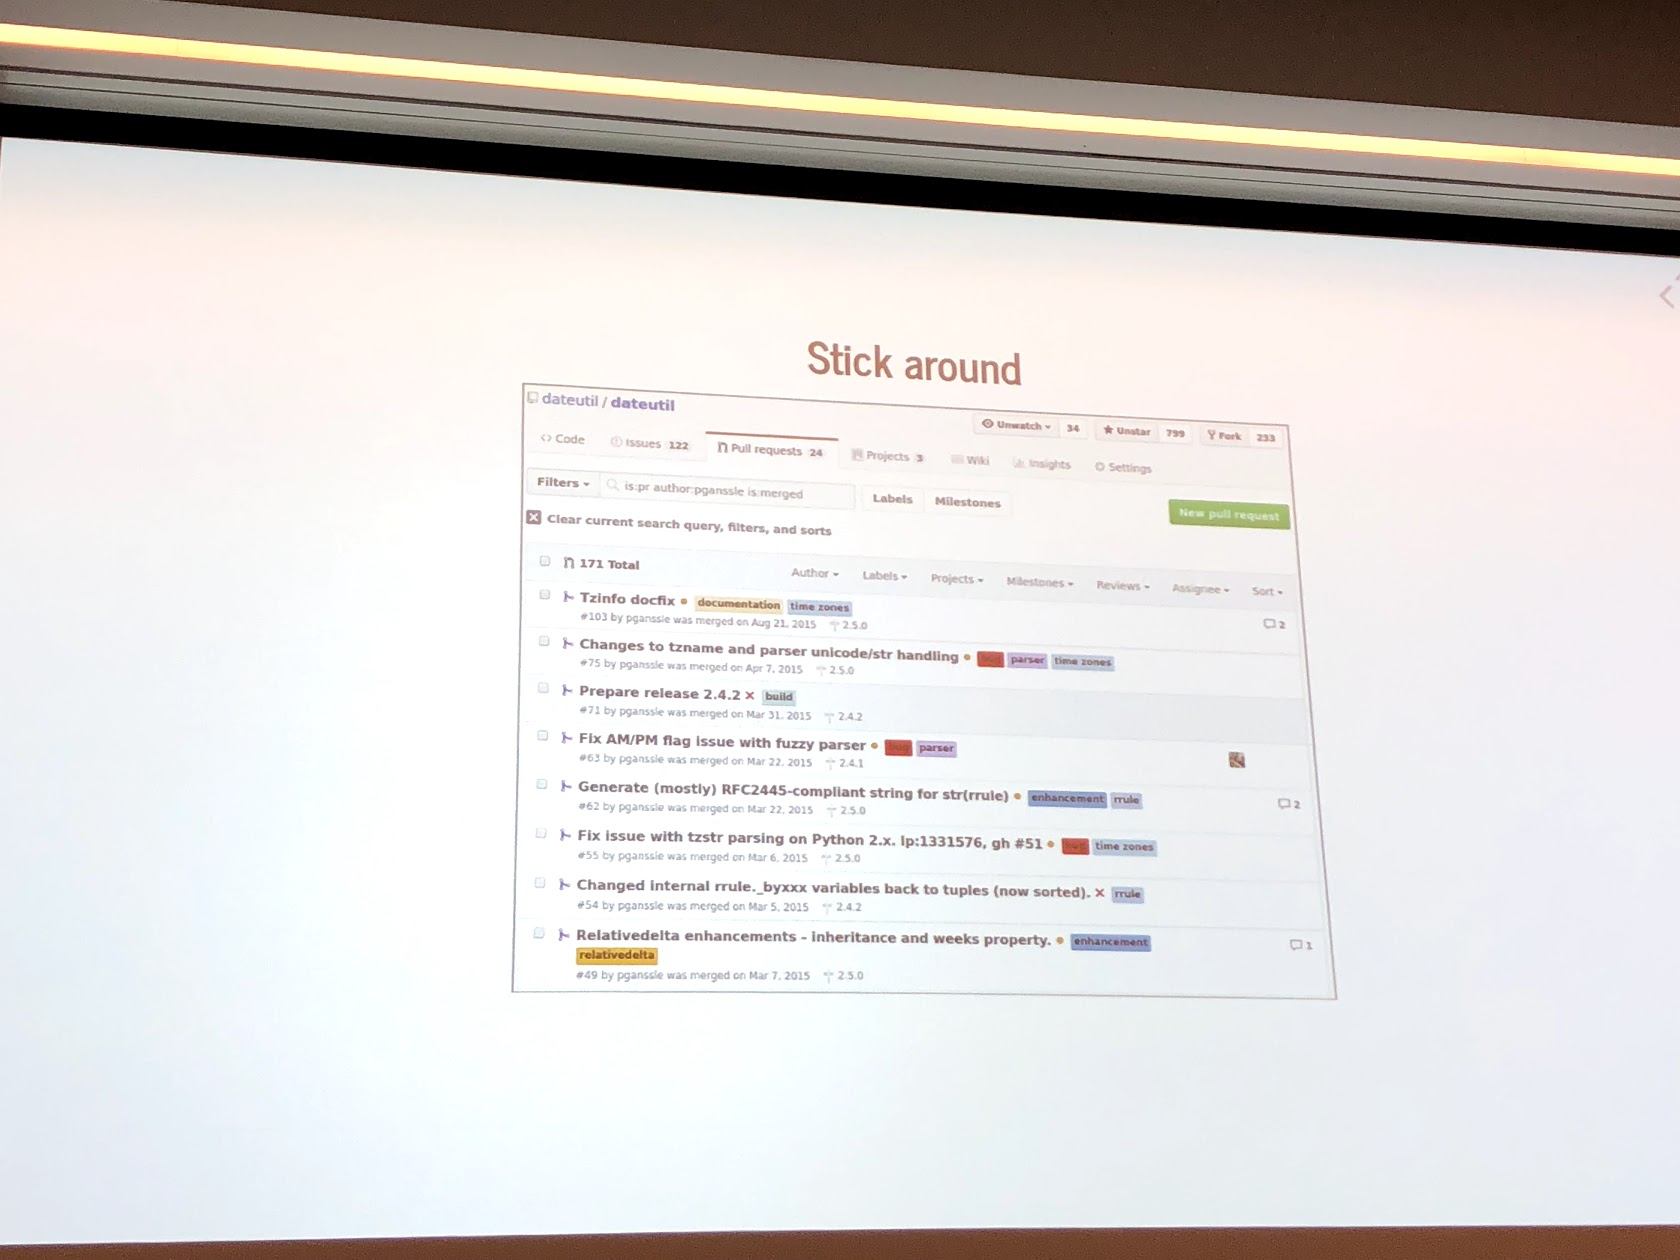 Stick around
dateutil / dateutil
Unwatch 34 Unstar 799 Fork 233
Code Issues 122 Pull requests 24 Projects 3 Wiki Insights Settings
Filters is:pr author:pganssle is:merged Labels Milestones New pull request
Clear current search query, filters, and sorts
171 Total Author Labels Projects Milestones Reviews Assignee Sort
Tzinfo docfix documentation time zones
#103 by pganssle was merged on Aug 21, 2015 2.5.0 2
Changes to tzname and parser unicode/str handling bug parser time zones
#75 by pganssle was merged on Apr 7, 2015 2.5.0
Prepare release 2.4.2 build
#71 by pganssle was merged on Mar 31, 2015 2.4.2
Fix AM/PM flag issue with fuzzy parser bug parser
#63 by pganssle was merged on Mar 22, 2015 2.4.1
Generate (mostly) RFC2445-compliant string for str(rrule) enhancement rrule 2
#62 by pganssle was merged on Mar 22, 2015 2.5.0
Fix issue with tzstr parsing on Python 2.x. lp:1331576, gh #51 bug time zones
#55 by pganssle was merged on Mar 6, 2015 2.5.0
Changed internal rrule._byxxx variables back to tuples (now sorted). rrule
#54 by pganssle was merged on Mar 5, 2015 2.4.2
Relativedelta enhancements - inheritance and weeks property. enhancement 1
relativedelta
#49 by pganssle was merged on Mar 7, 2015 2.5.0